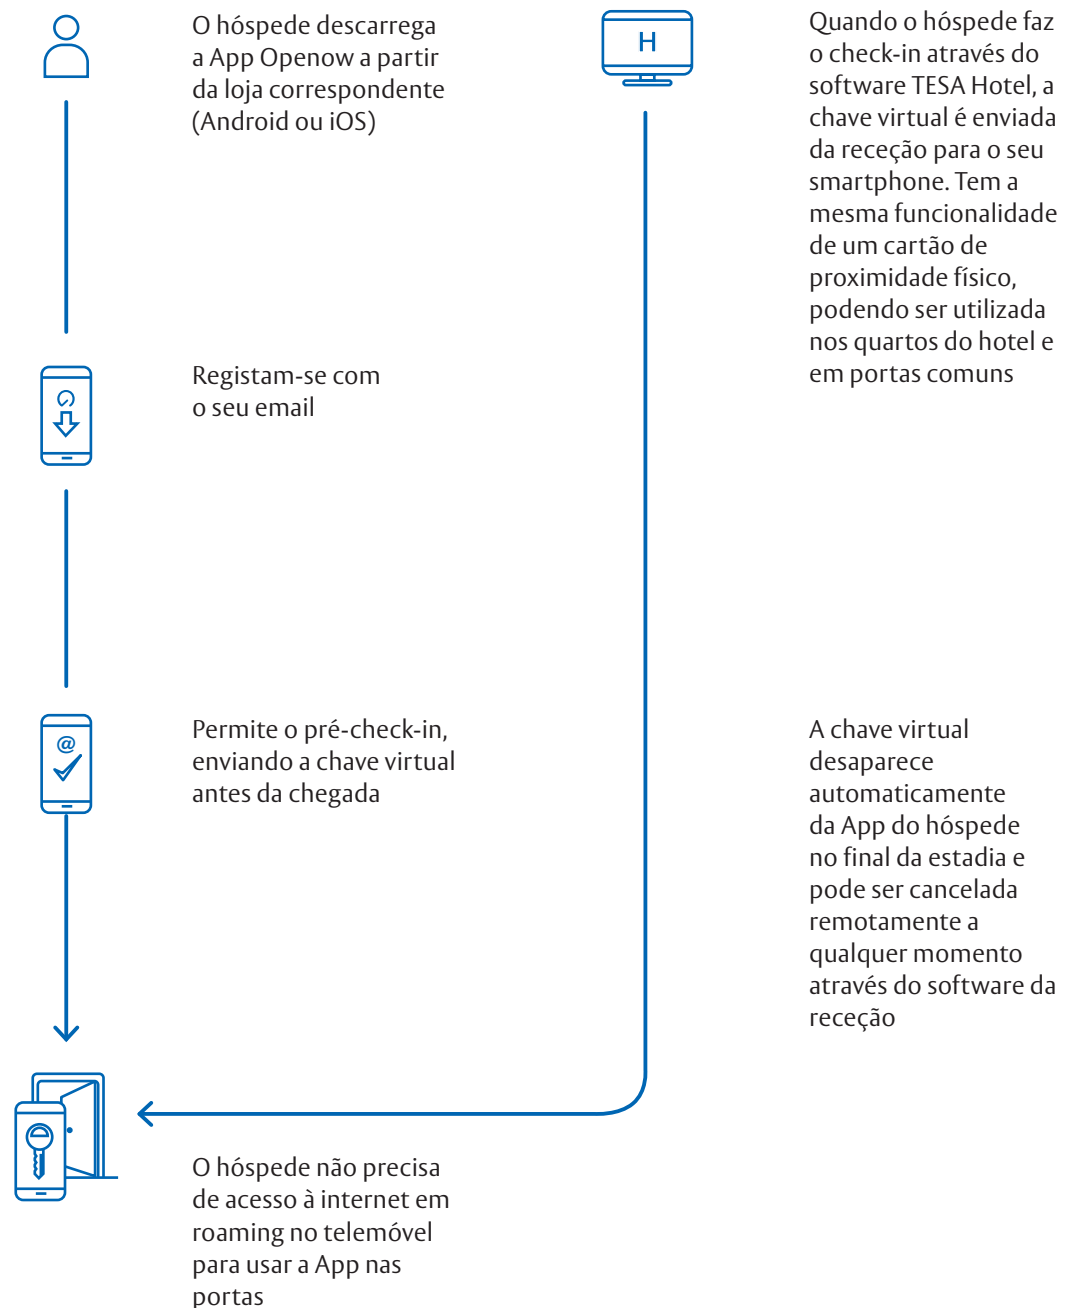 O hóspede descarrega
a App Openow a partir
da loja correspondente
(Android ou iOS)
Registam-se com
o seu email
@
Permite o pré-check-in,
enviando a chave virtual
antes da chegada
O hóspede não precisa
de acesso à internet em
roaming no telemóvel
para usar a App nas
portas
H
Quando o hóspede faz
o check-in através do
software TESA Hotel, a
chave virtual é enviada
da receção para o seu
smartphone. Tem a
mesma funcionalidade
de um cartão de
proximidade físico,
podendo ser utilizada
nos quartos do hotel e
em portas comuns
A chave virtual
desaparece
automaticamente
da App do hóspede
no final da estadia e
pode ser cancelada
remotamente a
qualquer momento
através do software da
receção